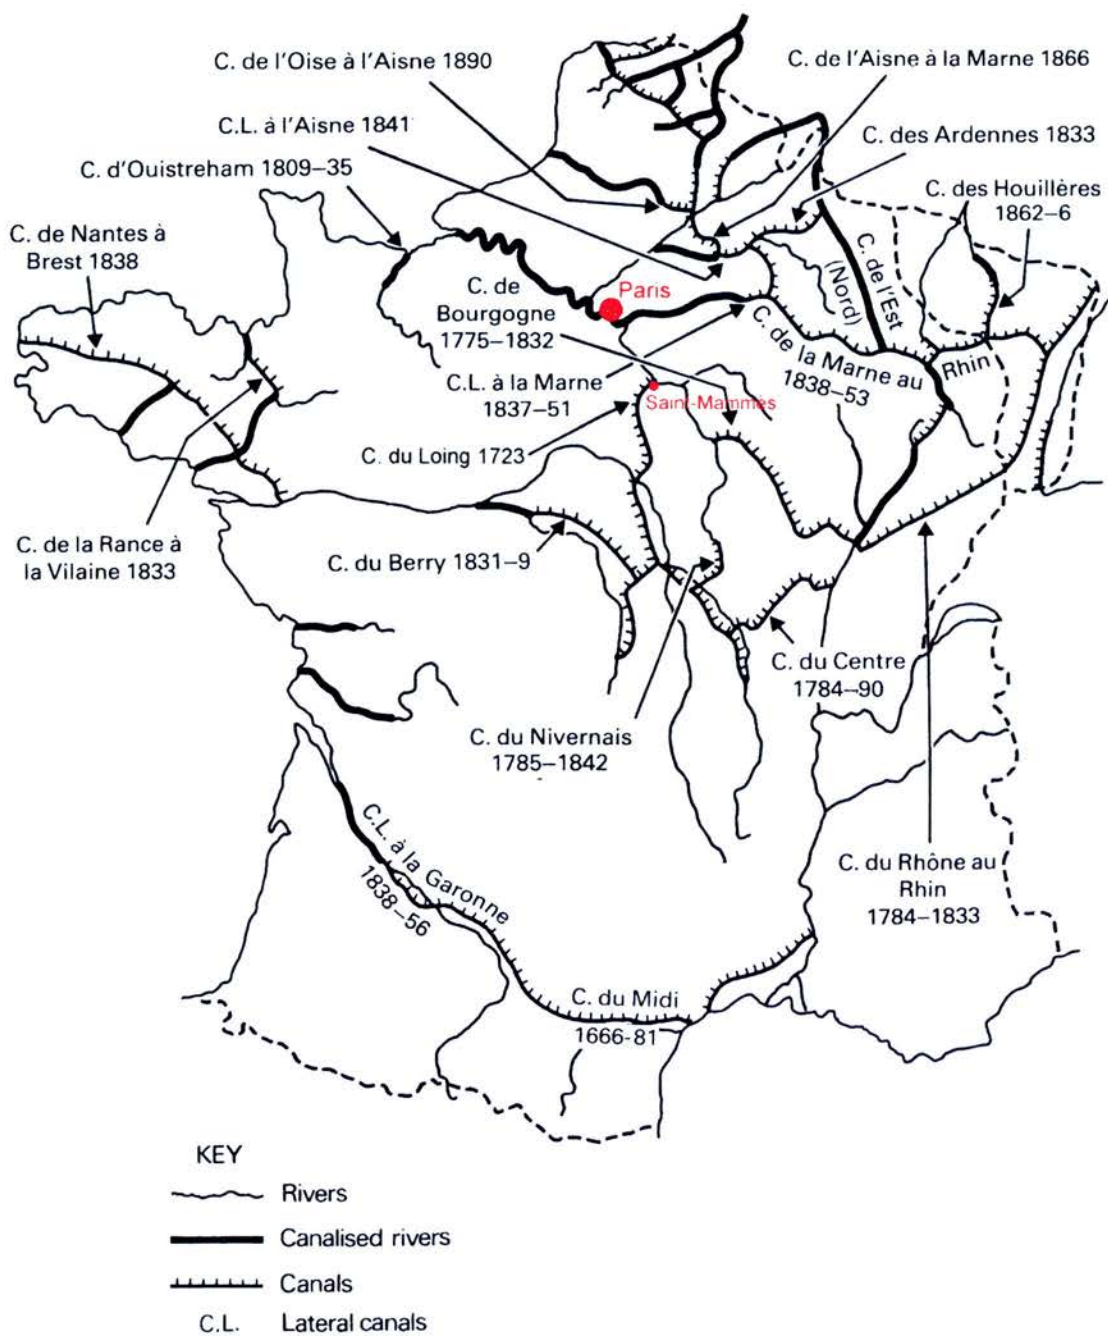 C. de l'Oise à l'Aisne 1890
C. de l'Aisne à la Marne 1866
C.L. à l'Aisne 1841
C. des Ardennes 1833
C. d'Ouistreham 1809–35
C. des Houillères
1862–6
C. de Nantes à
Brest 1838
C. de l'Est
(Nord)
C. de
Bourgogne
1775–1832
Paris
C. de la Marne au
Rhin
1838–53
C.L. à la Marne
1837–51
Saint-Mammès
C. du Loing 1723
C. de la Rance à
la Vilaine 1833
C. du Berry 1831–9
C. du Centre
1784–90
C. du Nivernais
1785–1842
C.L. à la Garonne
1838–56
C. du Rhône au
Rhin
1784–1833
C. du Midi
1666-81
KEY
Rivers
Canalised rivers
Canals
C.L. Lateral canals